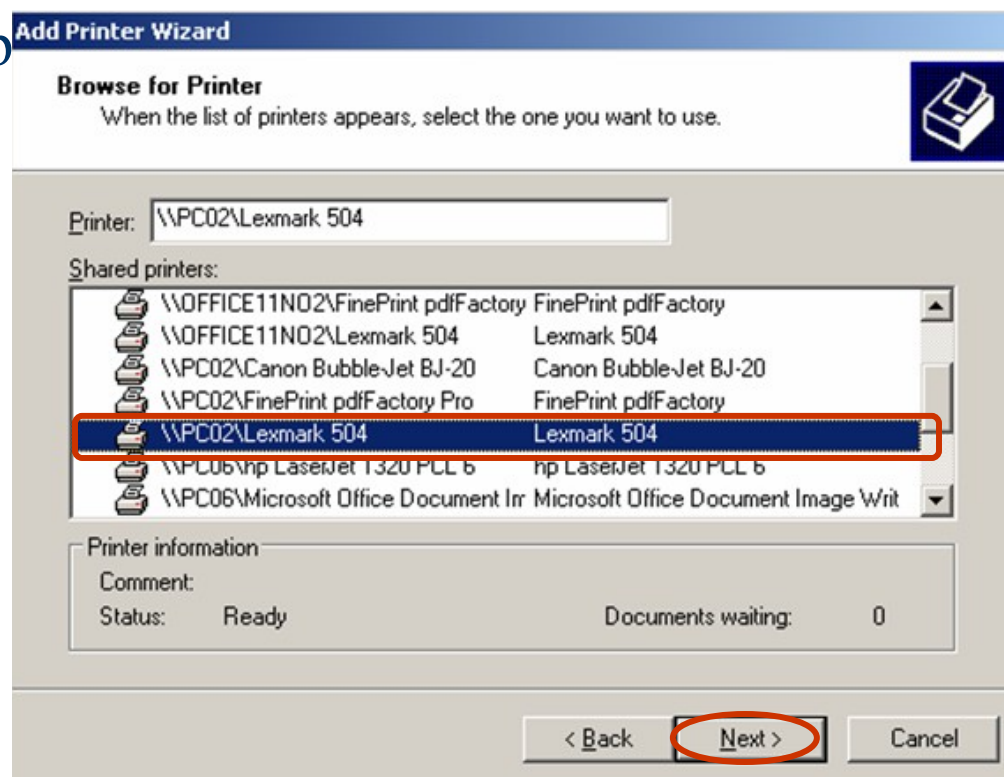 Add Printer Wizard
Browse for Printer
When the list of printers appears, select the one you want to use.
Printer: \\PC02\Lexmark 504
Shared printers:
\\OFFICE11NO2\FinePrint pdfFactory FinePrint pdfFactory
\\OFFICE11NO2\Lexmark 504 Lexmark 504
\\PC02\Canon Bubble-Jet BJ-20 Canon Bubble-Jet BJ-20
\\PC02\FinePrint pdfFactory Pro FinePrint pdfFactory
\\PC02\Lexmark 504 Lexmark 504
\\PC06\hp LaserJet 1320 PCL 6 hp LaserJet 1320 PCL 6
\\PC06\Microsoft Office Document Im Microsoft Office Document Image Writ
Printer information
Comment:
Status: Ready Documents waiting: 0
< Back Next > Cancel